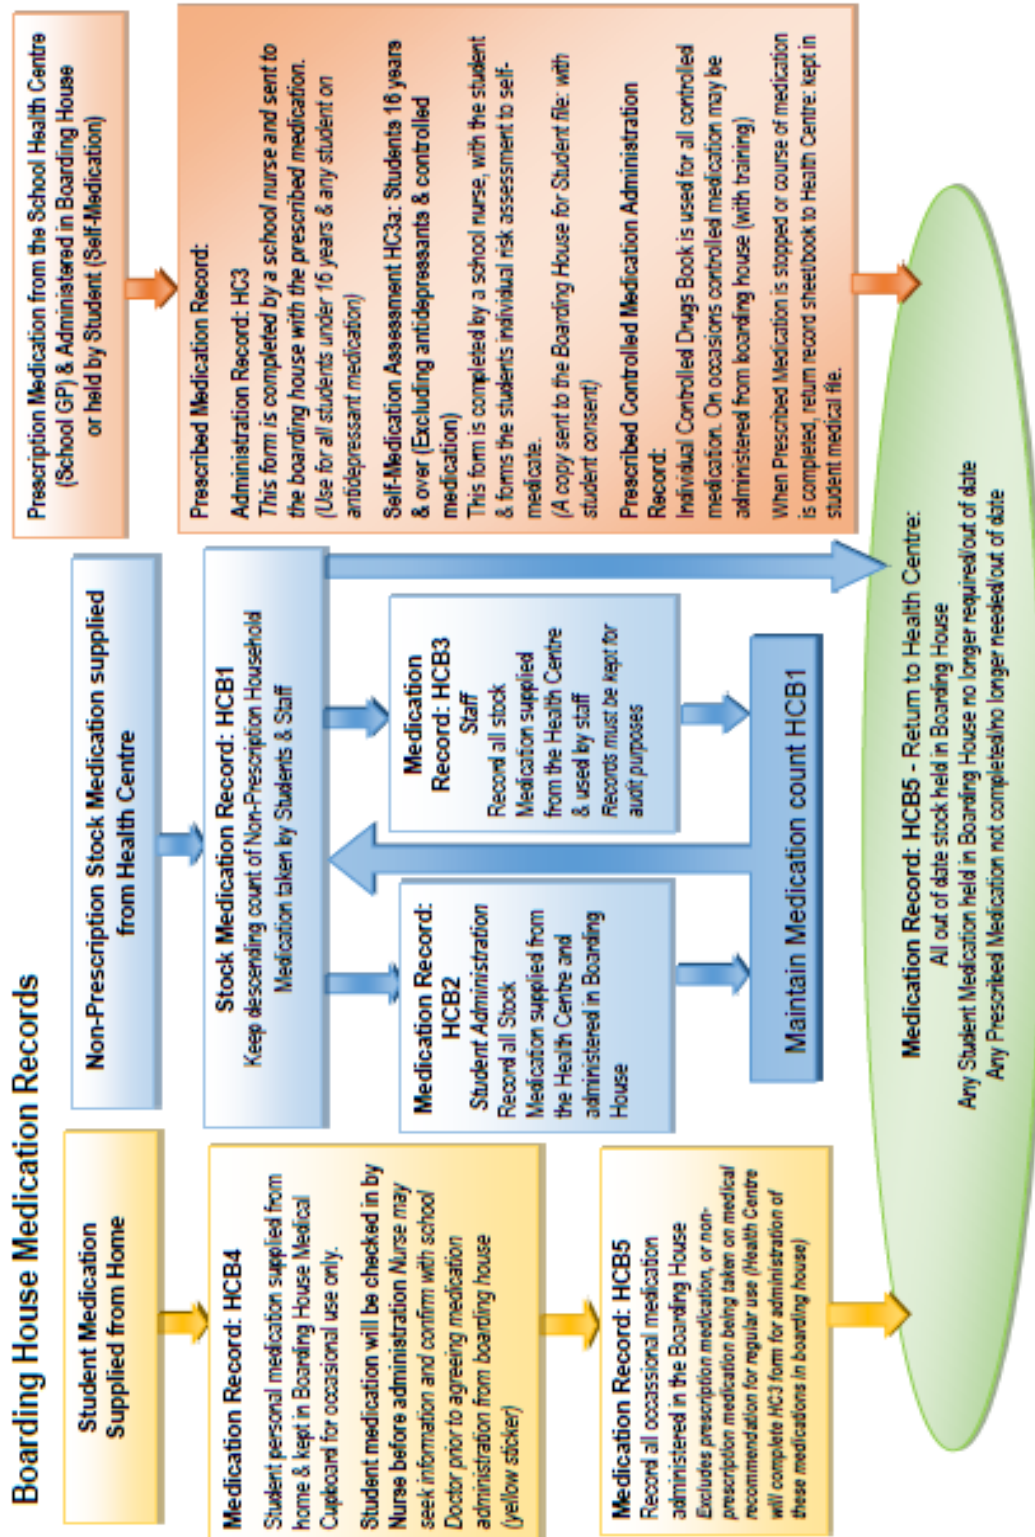 Boarding House Medication Records
Student Medication
Supplied from Home
Medication Record: HCB4
Student personal medication supplied from
home & kept in Boarding House Medical
Cupboard for occasional use only.
Student medication will be checked in by
Nurse before administration Nurse may
seek information and confirm with school
Doctor prior to agreeing medication
administration from boarding house
(yellow sticker)
Medication Record: HCB5
Record all occassional medication
administered in the Boarding House
Excludes prescription medication, or non-
prescription medication being taken on medical
recommendation for regular use (Health Centre
will complete HC3 form for administration of
these medications in boarding house)
Non-Prescription Stock Medication supplied
from Health Centre
Stock Medication Record: HCB1
Keep descending count of Non-Prescription Household
Medication taken by Students & Staff
Medication Record:
HCB2
Student Administration
Record all Stock
Medication supplied from
the Health Centre and
administered in Boarding
House
Medication
Record: HCB3
Staff
Record all stock
Medication supplied
from the Health Centre
& used by staff
Records must be kept for
audit purposes
Maintain Medication count HCB1
Prescription Medication from the School Health Centre
(School GP) & Administered in Boarding House
or held by Student (Self-Medication)
Prescribed Medication Record:
Administration Record: HC3
This form is completed by a school nurse and sent to
the boarding house with the prescribed medication.
(Use for all students under 16 years & any student on
antidepressant medication)
Self-Medication Assessment HC3a: Students 16 years
& over (Excluding antidepressants & controlled
medication)
This form is completed by a school nurse, with the student
& forms the students individual risk assessment to self-
medicate.
(A copy sent to the Boarding House for Student file: with
student consent)
Prescribed Controlled Medication Administration
Record:
Individual Controlled Drugs Book is used for all controlled
medication. On occasions controlled medication may be
administered from boarding house (with training)
When Prescribed Medication is stopped or course of medication
is completed, return record sheet/book to Health Centre: kept in
student medical file.
Medication Record: HCB5 - Return to Health Centre:
All out of date stock held in Boarding House
Any Student Medication held in Boarding House no longer required/out of date
Any Prescribed Medication not completed/no longer needed/out of date